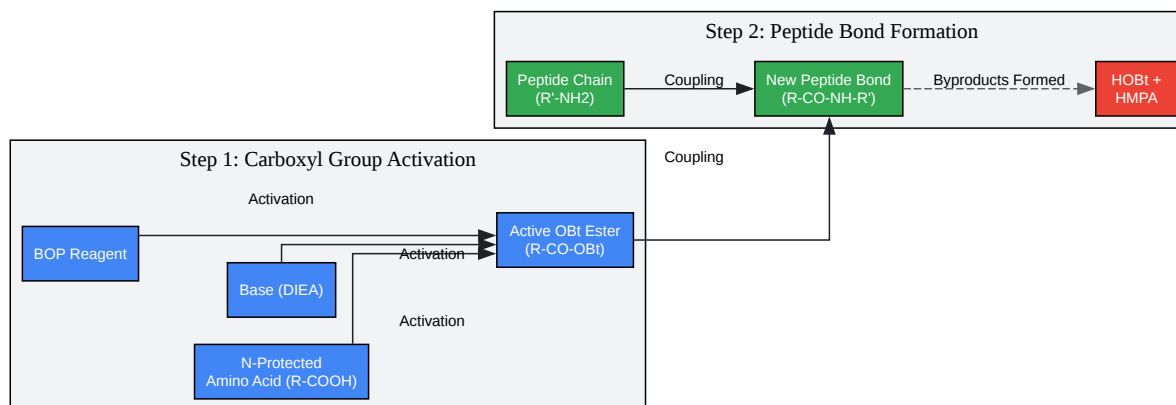 Step 2: Peptide Bond Formation
Peptide Chain
(R'-NH2)
Coupling
New Peptide Bond
(R-CO-NH-R')
Byproducts Formed
HOBt +
HMPA
Step 1: Carboxyl Group Activation
Coupling
Activation
BOP Reagent
Active OBt Ester
(R-CO-OBt)
Activation
Base (DIEA)
Activation
N-Protected
Amino Acid (R-COOH)